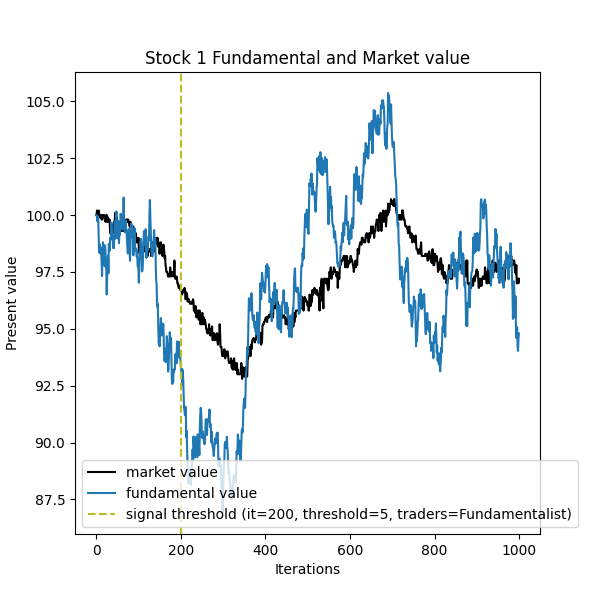 Stock 1 Fundamental and Market value
Present value
105.0
102.5
100.0
97.5
95.0
92.5
90.0
87.5
market value
fundamental value
signal threshold (it=200, threshold=5, traders=Fundamentalist)
0 200 400 600 800 1000
Iterations